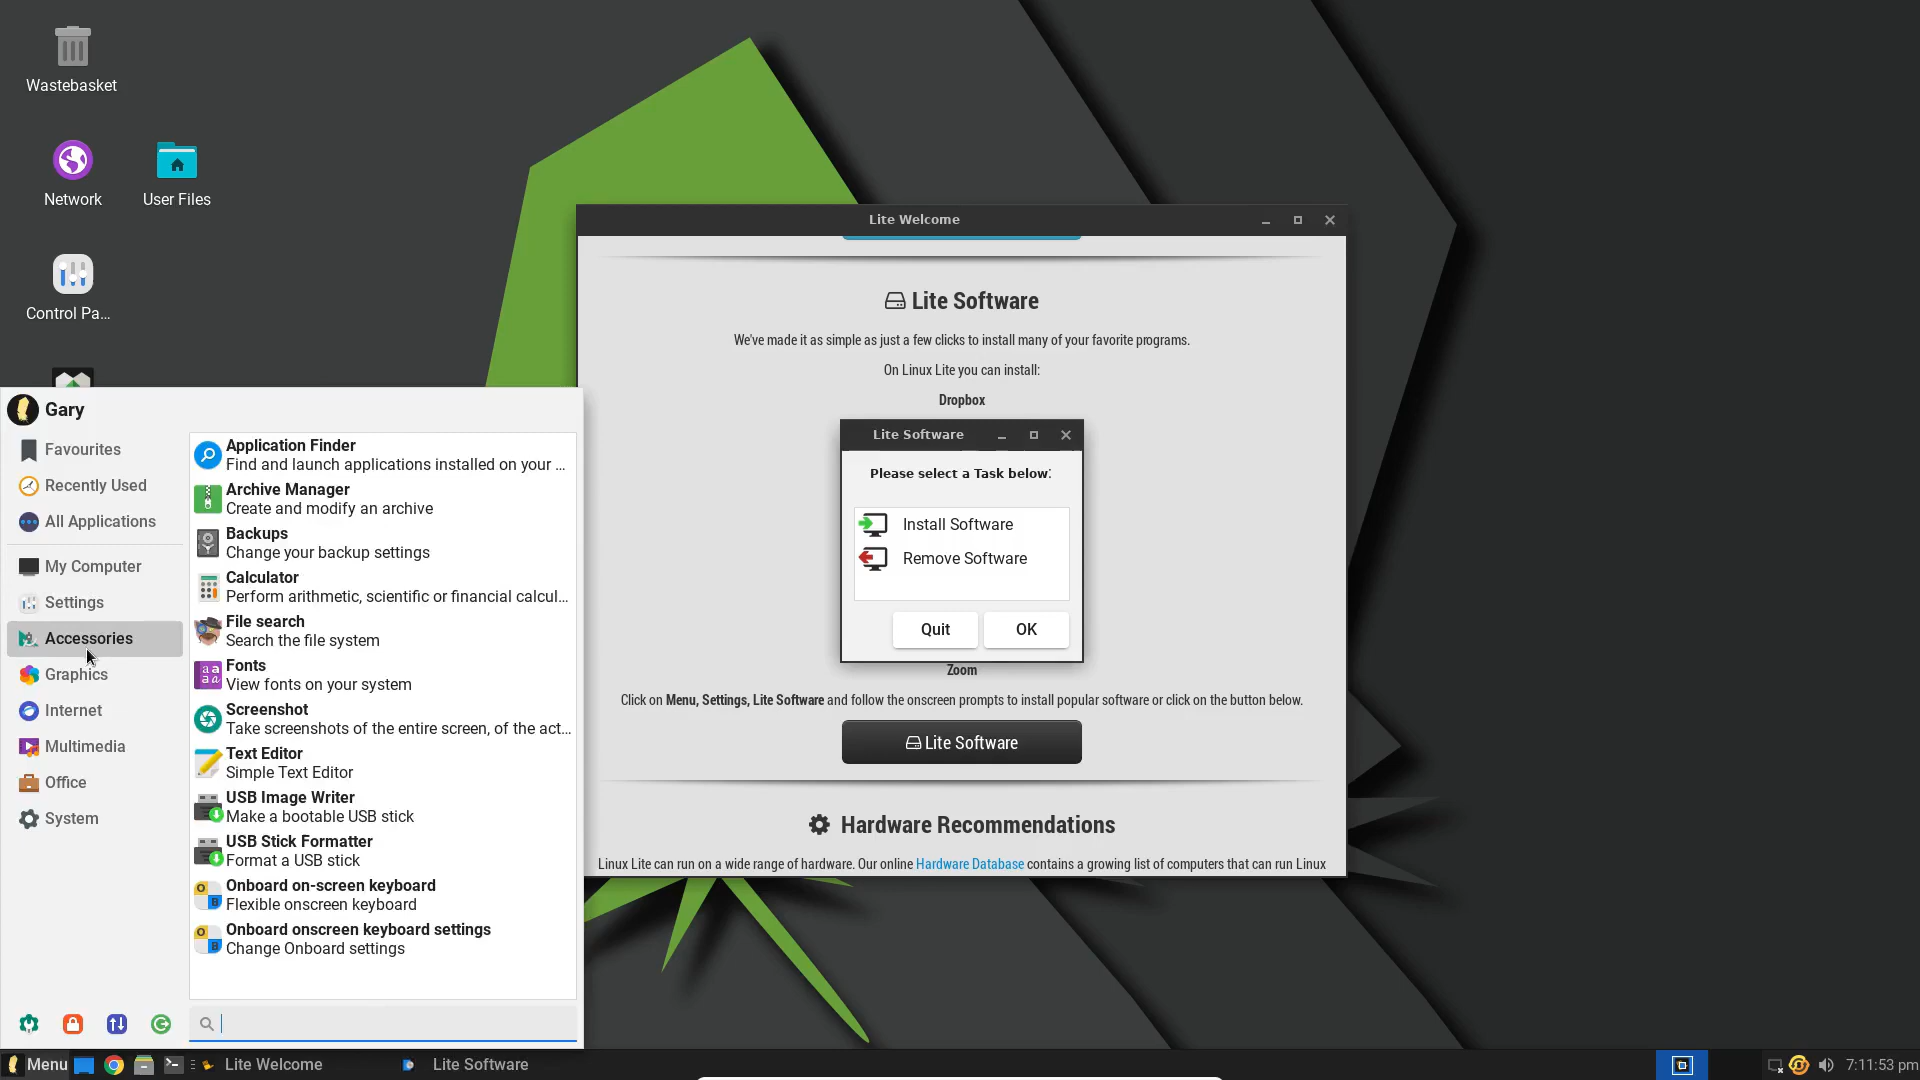 Wastebasket
Network
User Files
Control Pa...
Lite Welcome
Lite Software
We've made it as simple as just a few clicks to install many of your favorite programs.
On Linux Lite you can install:
Dropbox
Lite Software
Please select a Task below:
Install Software
Remove Software
Quit
OK
Zoom
Click on Menu, Settings, Lite Software and follow the onscreen prompts to install popular software or click on the button below.
Lite Software
Hardware Recommendations
Linux Lite can run on a wide range of hardware. Our online Hardware Database contains a growing list of computers that can run Linux
Gary
Favourites
Recently Used
All Applications
My Computer
Settings
Accessories
Graphics
Internet
Multimedia
Office
System
Application Finder
Find and launch applications installed on your ...
Archive Manager
Create and modify an archive
Backups
Change your backup settings
Calculator
Perform arithmetic, scientific or financial calcul...
File search
Search the file system
Fonts
View fonts on your system
Screenshot
Take screenshots of the entire screen, of the act...
Text Editor
Simple Text Editor
USB Image Writer
Make a bootable USB stick
USB Stick Formatter
Format a USB stick
Onboard on-screen keyboard
Flexible onscreen keyboard
Onboard onscreen keyboard settings
Change Onboard settings
Menu
Lite Welcome
Lite Software
7:11:53 pm